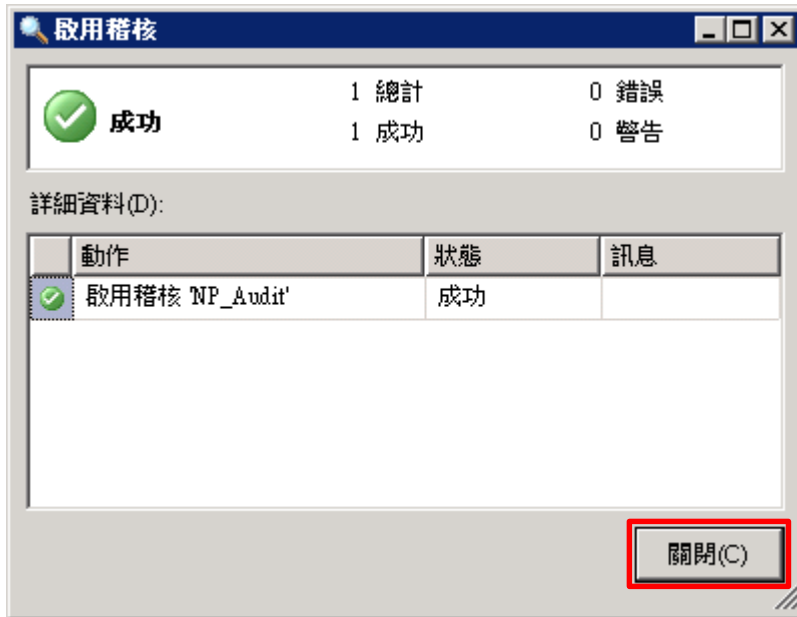 啟用稽核
成功
1 總計
0 錯誤
1 成功
0 警告
詳細資料(D):
動作 狀態 訊息
啟用稽核 'NP_Audit' 成功
關閉(C)